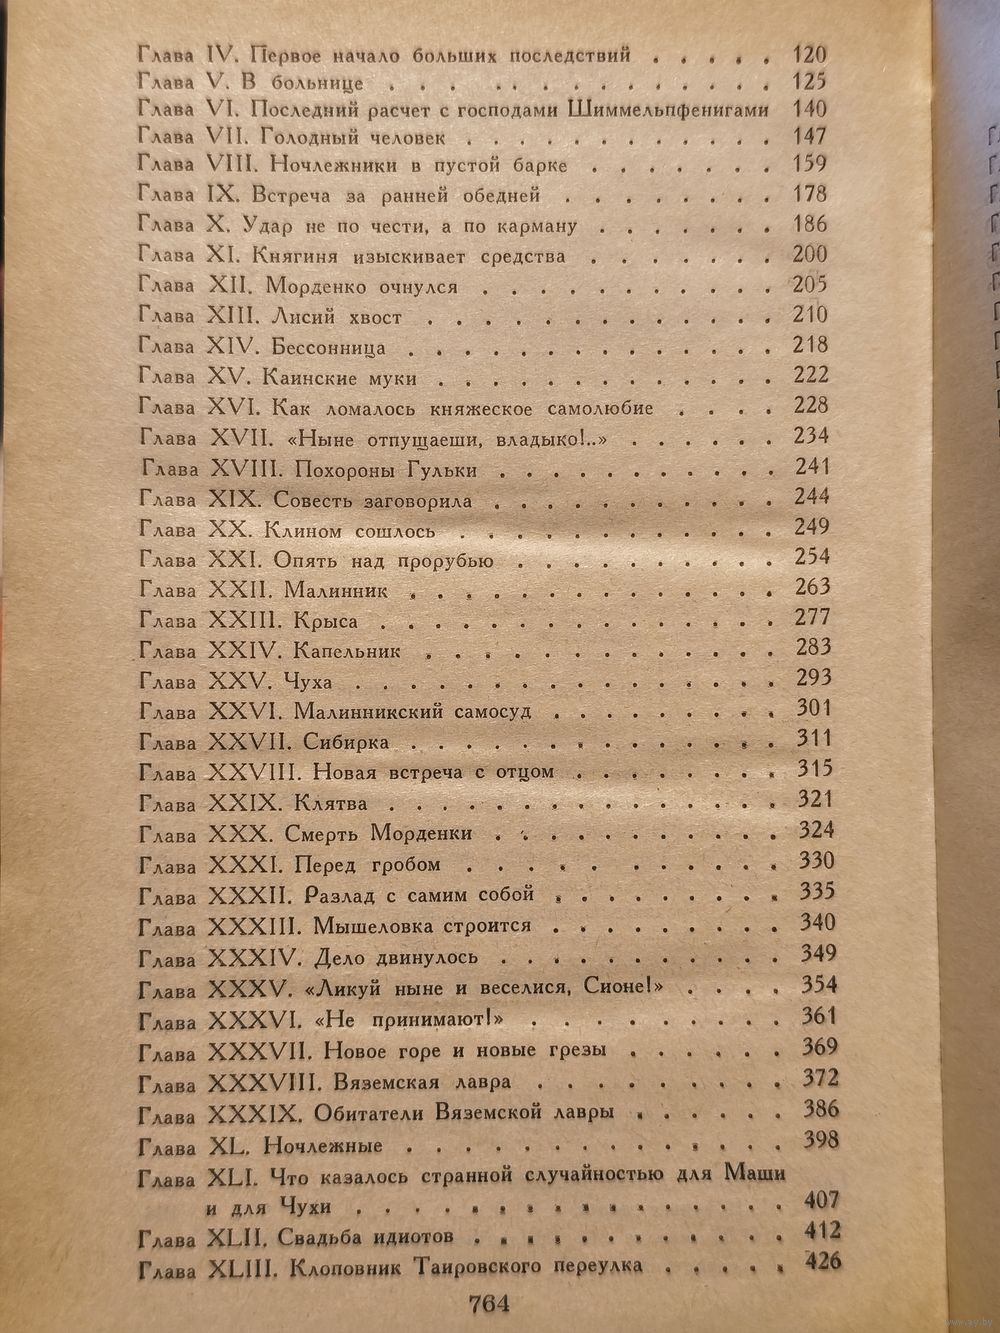 Глава IV. Первое начало больших последствий . . . . . 120
Глава V. В больнице . . . . . . . . . . . . . 125
Глава VI. Последний расчет с господами Шиммельпфенигами 140
Глава VII. Голодный человек . . . . . . . . . . . . 147
Глава VIII. Ночлежники в пустой барке . . . . . . . 159
Глава IX. Встреча за ранней обедней . . . . . . . . 178
Глава X. Удар не по чести, а по карману . . . . . . . 186
Глава XI. Княгиня изыскивает средства . . . . . . . 200
Глава XII. Морденко очнулся . . . . . . . . . . . 205
Глава XIII. Лисий хвост . . . . . . . . . . . . . 210
Глава XIV. Бессонница . . . . . . . . . . . . . . 218
Глава XV. Каинские муки . . . . . . . . . . . . . 222
Глава XVI. Как ломалось княжеское самолюбие . . . . 228
Глава XVII. «Ныне отпущаеши, владыко!..» . . . . . . 234
Глава XVIII. Похороны Гульки . . . . . . . . . . . 241
Глава XIX. Совесть заговорила . . . . . . . . . . . 244
Глава XX. Клином сошлось . . . . . . . . . . . . 249
Глава XXI. Опять над прорубью . . . . . . . . . . 254
Глава XXII. Малинник . . . . . . . . . . . . . . 263
Глава XXIII. Крыса . . . . . . . . . . . . . . . 277
Глава XXIV. Капельник . . . . . . . . . . . . . 283
Глава XXV. Чуха . . . . . . . . . . . . . . . . 293
Глава XXVI. Малинникский самосуд . . . . . . . . . 301
Глава XXVII. Сибирка . . . . . . . . . . . . . . 311
Глава XXVIII. Новая встреча с отцом . . . . . . . . 315
Глава XXIX. Клятва . . . . . . . . . . . . . . . 321
Глава XXX. Смерть Морденки . . . . . . . . . . . 324
Глава XXXI. Перед гробом . . . . . . . . . . . . 330
Глава XXXII. Разлад с самим собой . . . . . . . . . 335
Глава XXXIII. Мышеловка строится . . . . . . . . . 340
Глава XXXIV. Дело двинулось . . . . . . . . . . . 349
Глава XXXV. «Ликуй ныне и веселися, Сионе!» . . . . 354
Глава XXXVI. «Не принимают!» . . . . . . . . . . 361
Глава XXXVII. Новое горе и новые грезы . . . . . . 369
Глава XXXVIII. Вяземская лавра . . . . . . . . . 372
Глава XXXIX. Обитатели Вяземской лавры . . . . . . 386
Глава XL. Ночлежные . . . . . . . . . . . . . . 398
Глава XLI. Что казалось странной случайностью для Маши
и для Чухи . . . . . . . . . . . . . . . . 407
Глава XLII. Свадьба идиотов . . . . . . . . . . . . 412
Глава XLIII. Клоповник Таировского переулка . . . . . 426
764
www.ay.by